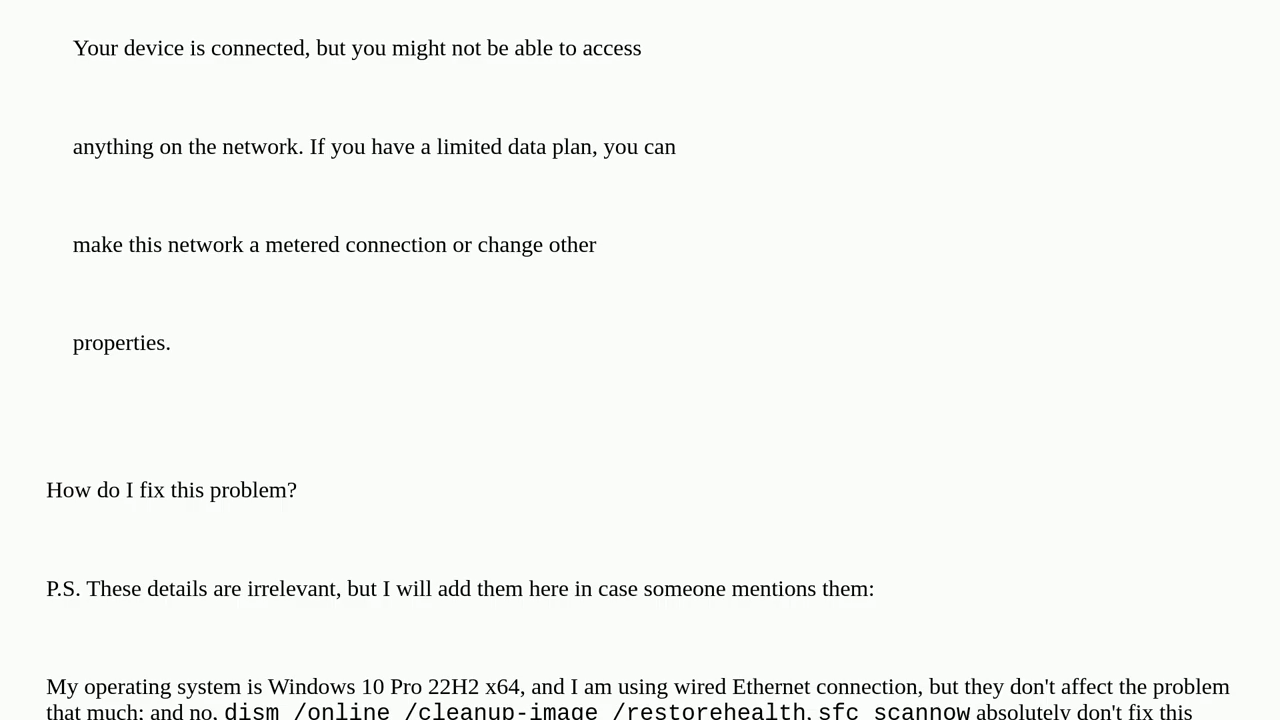 Your device is connected, but you might not be able to access
anything on the network. If you have a limited data plan, you can
make this network a metered connection or change other
properties.
How do I fix this problem?
P.S. These details are irrelevant, but I will add them here in case someone mentions them:
My operating system is Windows 10 Pro 22H2 x64, and I am using wired Ethernet connection, but they don't affect the problem
that much; and no, dism /online /cleanup-image /restorehealth, sfc scannow absolutely don't fix this